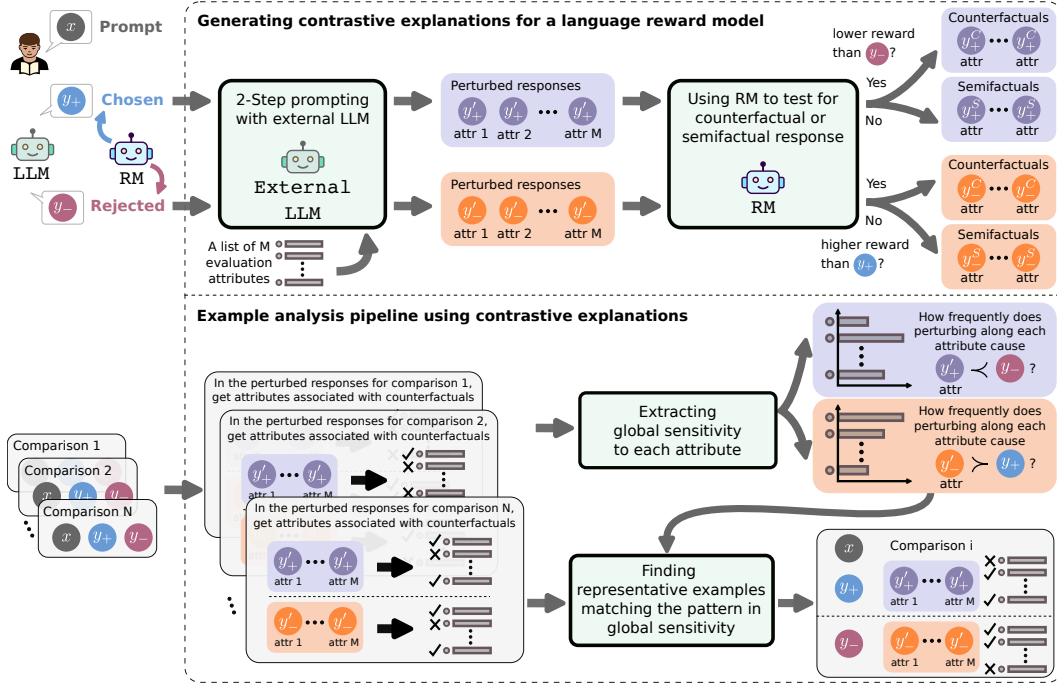 Generating contrastive explanations for a language reward model
x Prompt
y+ Chosen
LLM
RM
y− Rejected
2-Step prompting
with external LLM
External
LLM
A list of M
evaluation
attributes
Perturbed responses
y′+ y′+ ••• y′+
attr 1 attr 2 attr M
Perturbed responses
y′− y′− ••• y′−
attr 1 attr 2 attr M
Using RM to test for
counterfactual or
semifactual response
RM
lower reward
than y− ?
Yes
No
Yes
No
higher reward
than y+ ?
Counterfactuals
y+^C ••• y+^C
attr attr
Semifactuals
y+^S ••• y+^S
attr attr
Counterfactuals
y−^C ••• y−^C
attr attr
Semifactuals
y−^S ••• y−^S
attr attr
Example analysis pipeline using contrastive explanations
Comparison 1
Comparison 2
x y+ y−
Comparison N
x y+ y−
In the perturbed responses for comparison 1,
get attributes associated with counterfactuals
In the perturbed responses for comparison 2,
get attributes associated with counterfactuals
y′+ ••• y′+
attr 1 attr M
In the perturbed responses for comparison N,
get attributes associated with counterfactuals
y′+ ••• y′+
attr 1 attr M
y′− ••• y′−
attr 1 attr M
Extracting
global sensitivity
to each attribute
How frequently does
perturbing along each
attribute cause
y′+ ≺ y− ?
attr
How frequently does
perturbing along each
attribute cause
y′− ≻ y+ ?
attr
Finding
representative examples
matching the pattern in
global sensitivity
Comparison i
x
y+
y′+ ••• y′+
attr 1 attr M
y−
y′− ••• y′−
attr 1 attr M